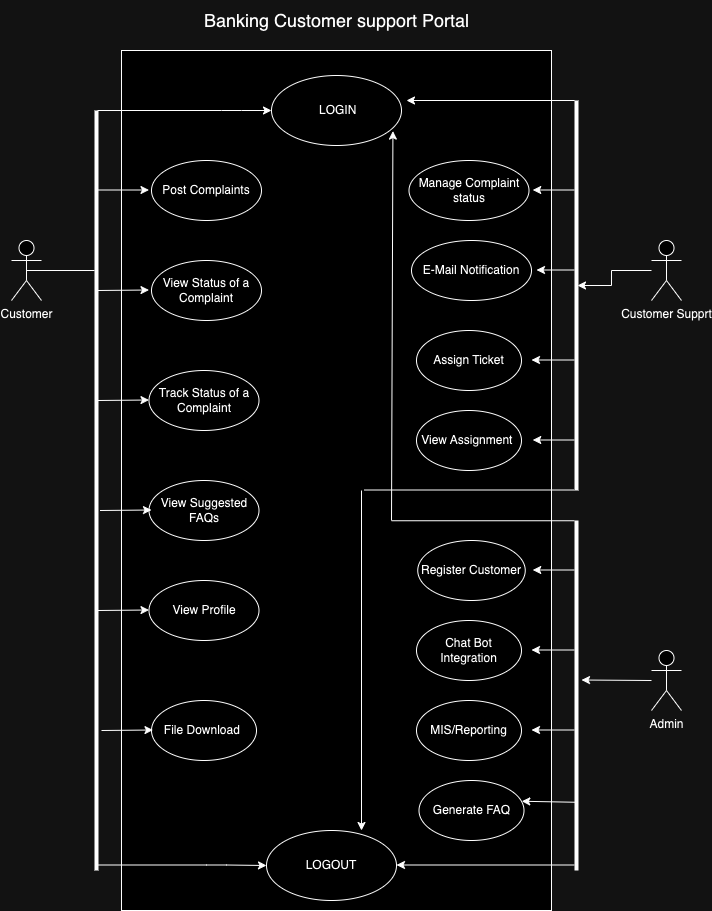 Banking Customer support Portal
LOGIN
Post Complaints
View Status of a
Complaint
Track Status of a
Complaint
View Suggested
FAQs
View Profile
File Download
Customer
Manage Complaint
status
E-Mail Notification
Assign Ticket
View Assignment
Customer Supprt
Register Customer
Chat Bot
Integration
MIS/Reporting
Generate FAQ
Admin
LOGOUT